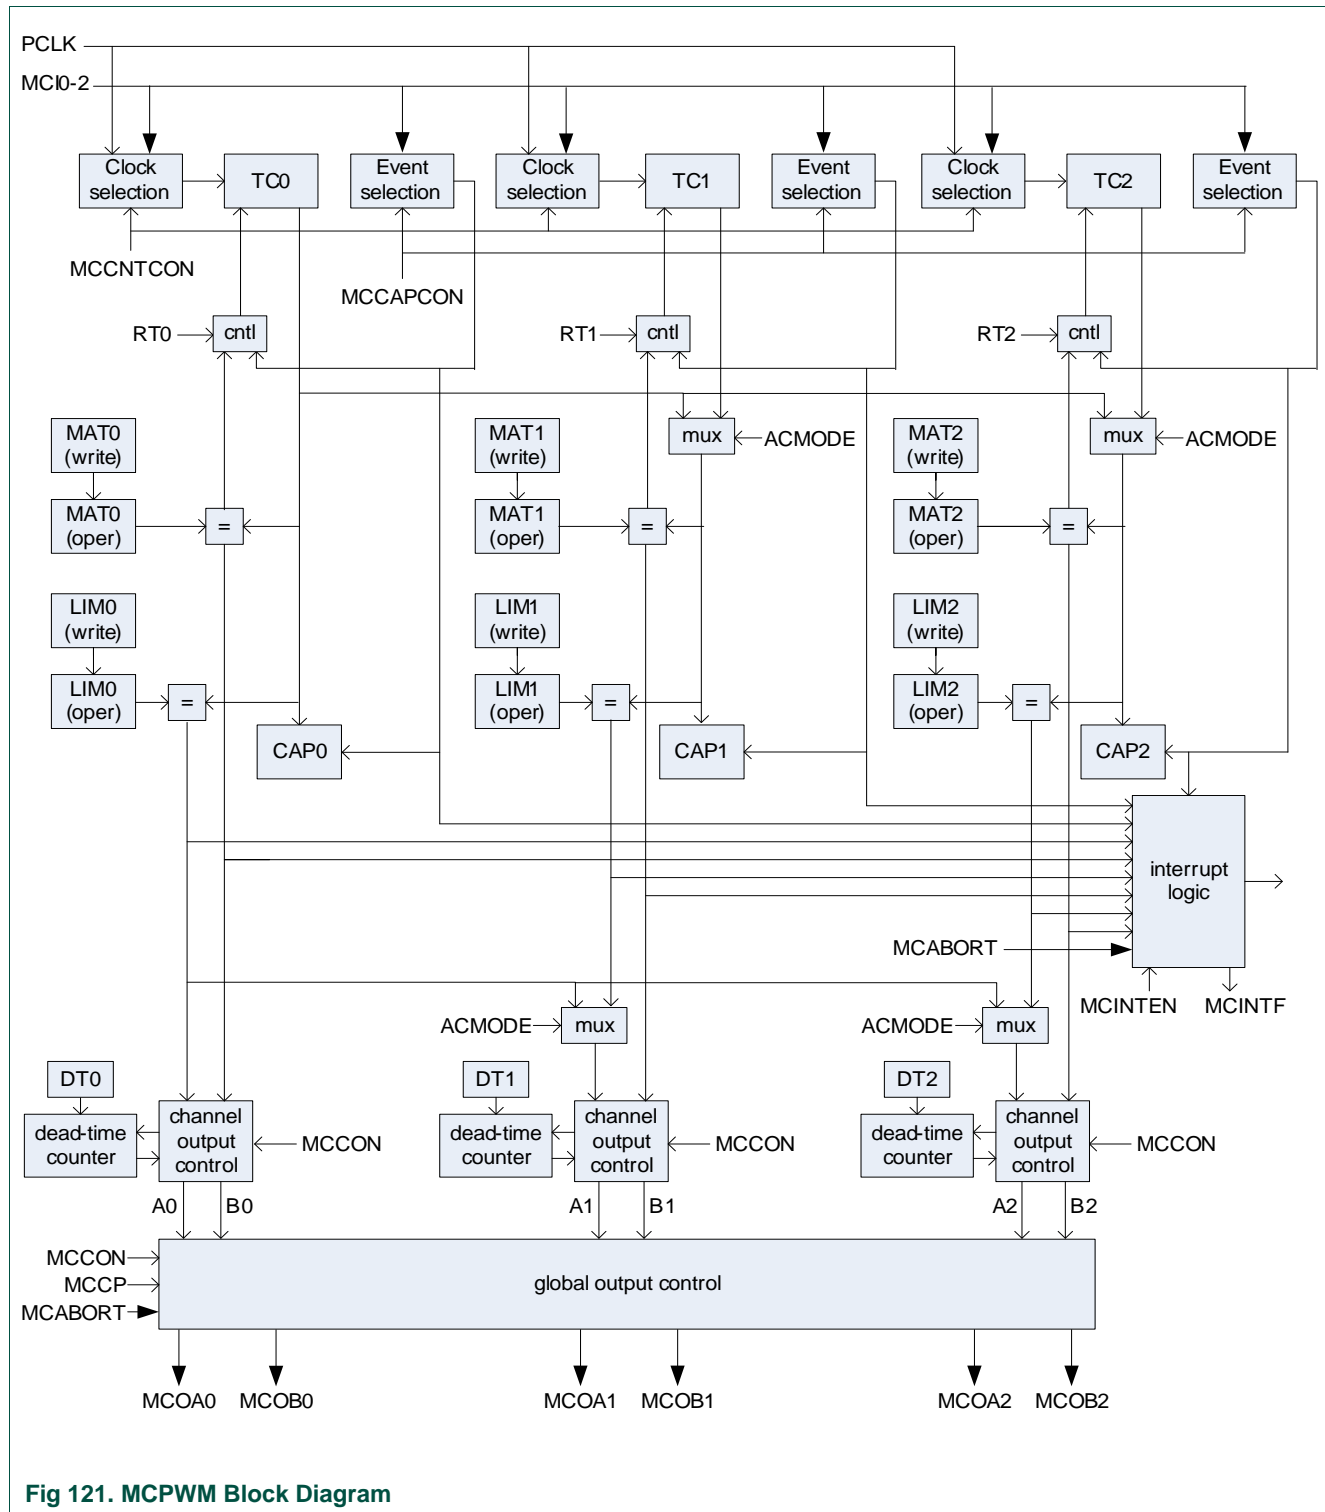 PCLK
MCI0-2
Clock
selection
TC0
Event
selection
Clock
selection
TC1
Event
selection
Clock
selection
TC2
Event
selection
MCCNTCON
MCCAPCON
RT0
cntl
RT1
cntl
RT2
cntl
MAT0
(write)
MAT1
(write)
mux
ACMODE
MAT2
(write)
mux
ACMODE
MAT0
(oper)
=
MAT1
(oper)
=
MAT2
(oper)
=
LIM0
(write)
LIM1
(write)
LIM2
(write)
LIM0
(oper)
=
LIM1
(oper)
=
LIM2
(oper)
=
CAP0
CAP1
CAP2
interrupt
logic
MCABORT
MCINTEN
MCINTF
ACMODE
mux
ACMODE
mux
DT0
DT1
DT2
dead-time
counter
channel
output
control
MCCON
dead-time
counter
channel
output
control
MCCON
dead-time
counter
channel
output
control
MCCON
A0
B0
A1
B1
A2
B2
MCCON
MCCP
MCABORT
global output control
MCOA0
MCOB0
MCOA1
MCOB1
MCOA2
MCOB2
Fig 121. MCPWM Block Diagram